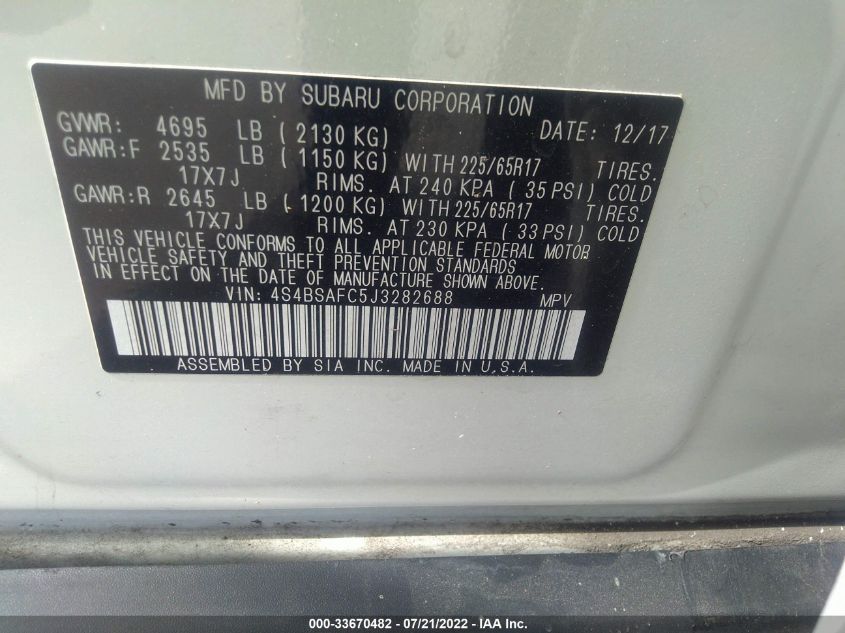 MFD BY SUBARU CORPORATION
GVWR: 4695 LB ( 2130 KG) DATE: 12/17
GAWR:F 2535 LB ( 1150 KG) WITH 225/65R17 TIRES.
17X7J RIMS. AT 240 KPA ( 35 PSI) COLD
GAWR:R 2645 LB ( 1200 KG) WITH 225/65R17 TIRES.
17X7J RIMS. AT 230 KPA ( 33 PSI) COLD
THIS VEHICLE CONFORMS TO ALL APPLICABLE FEDERAL MOTOR
VEHICLE SAFETY AND THEFT PREVENTION STANDARDS
IN EFFECT ON THE DATE OF MANUFACTURE SHOWN ABOVE.
VIN: 4S4BSAFC5J3282688 MPV
ASSEMBLED BY SIA INC. MADE IN U.S.A.
000-33670482 - 07/21/2022 - IAA Inc.